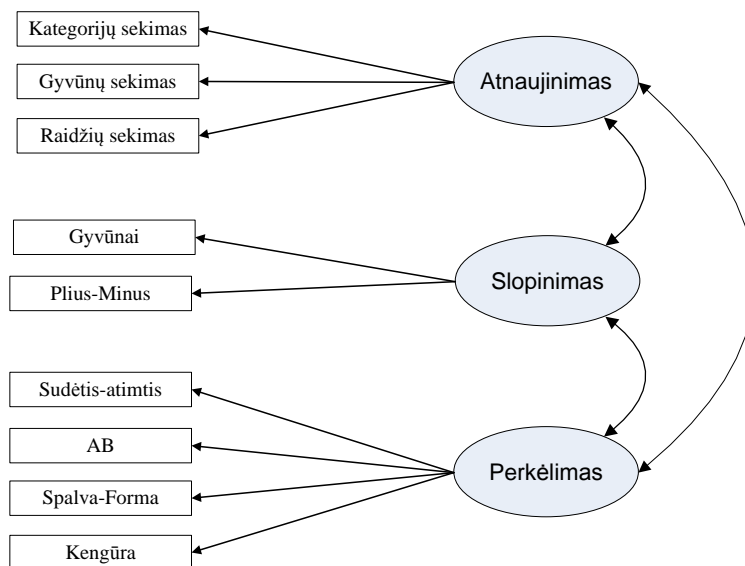 Kategorijų sekimas
Gyvūnų sekimas
Raidžių sekimas
Atnaujinimas
Gyvūnai
Plius-Minus
Slopinimas
Sudėtis-atimtis
AB
Spalva-Forma
Kengūra
Perkėlimas